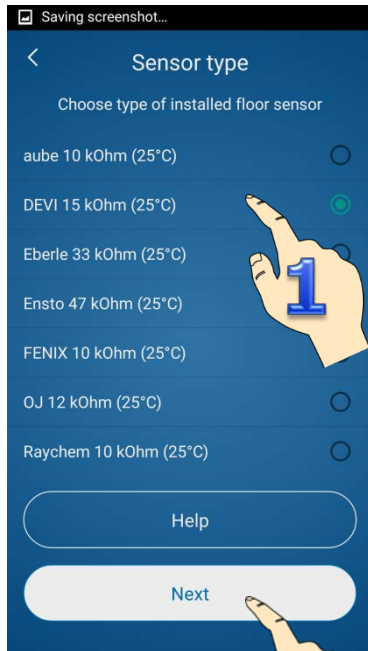 Saving screenshot...
Sensor type
Choose type of installed floor sensor
aube 10 kOhm (25°C)
DEVI 15 kOhm (25°C)
Eberle 33 kOhm (25°C)
1
Ensto 47 kOhm (25°C)
FENIX 10 kOhm (25°C)
OJ 12 kOhm (25°C)
Raychem 10 kOhm (25°C)
Help
Next